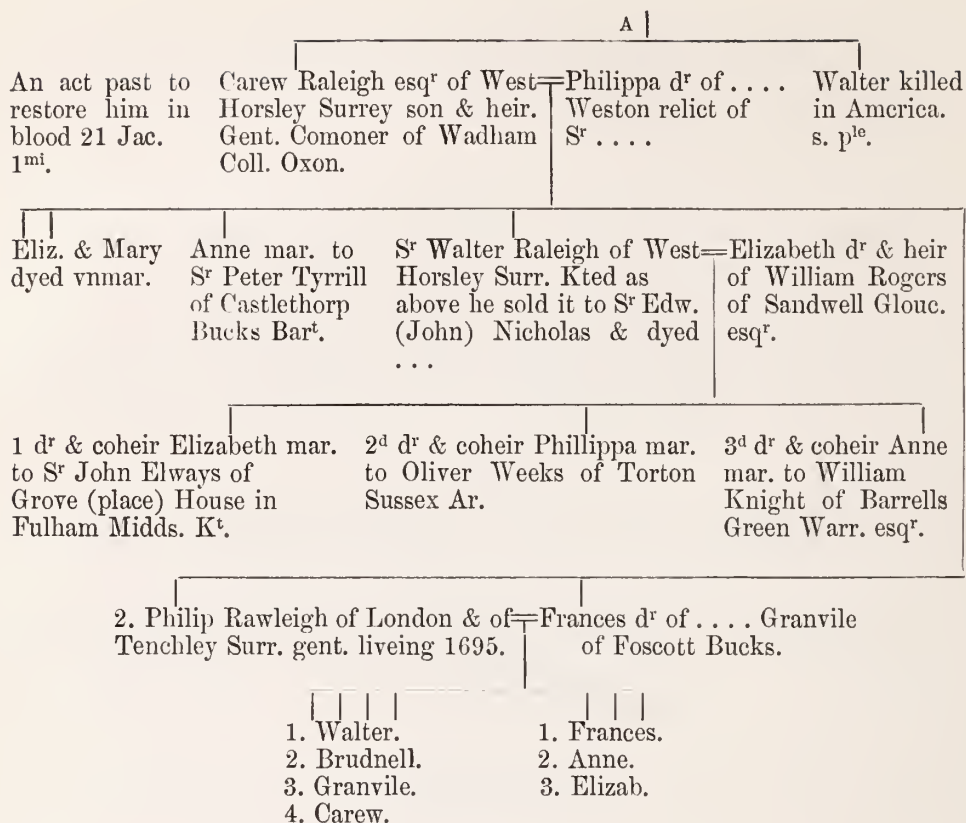 A
An act past to
restore him in
blood 21 Jac.
1mi.
Carew Raleigh esqr of West
Horsley Surrey son & heir.
Gent. Comoner of Wadham
Coll. Oxon.
Philippa dr of . . . .
Weston relict of
Sr . . . .
Walter killed
in America.
s. ple.
Eliz. & Mary
dyed vnmar.
Anne mar. to
Sr Peter Tyrrill
of Castlethorp
Bucks Bart.
Sr Walter Raleigh of West
Horsley Surr. Kted as
above he sold it to Sr Edw.
(John) Nicholas & dyed
. . .
Elizabeth dr & heir
of William Rogers
of Sandwell Glouc.
esqr.
1 dr & coheir Elizabeth mar.
to Sr John Elways of
Grove (place) House in
Fulham Midds. Kt.
2d dr & coheir Phillippa mar.
to Oliver Weeks of Torton
Sussex Ar.
3d dr & coheir Anne
mar. to William
Knight of Barrells
Green Warr. esqr.
2. Philip Rawleigh of London & of
Tenchley Surr. gent. liveing 1695.
Frances dr of . . . . Granvile
of Foscott Bucks.
1. Walter.
2. Brudnell.
3. Granvile.
4. Carew.
1. Frances.
2. Anne.
3. Elizab.